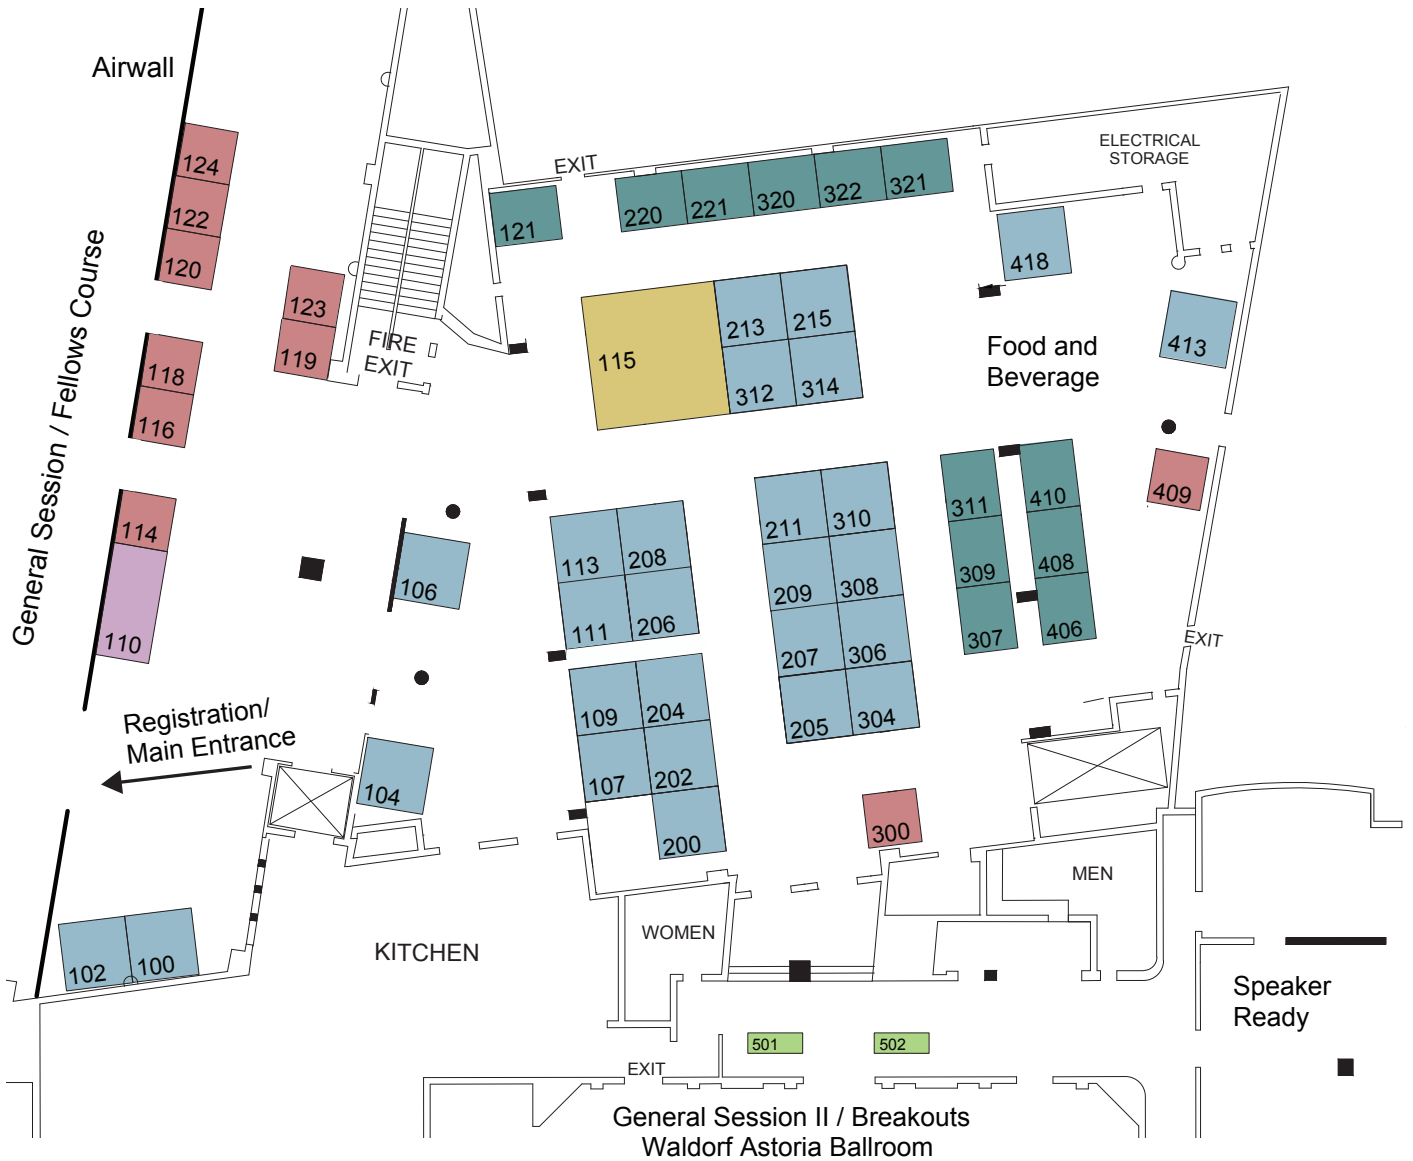 Airwall
ELECTRICAL
STORAGE
EXIT
124
122
120
121
220
221
320
322
321
418
General Session / Fellows Course
123
119
FIRE
EXIT
115
213
215
312
314
Food and
Beverage
413
118
116
114
110
106
113
208
111
206
211
310
209
308
207
306
205
304
311
309
307
410
408
406
409
EXIT
Registration/
Main Entrance
104
109
204
107
202
200
300
MEN
WOMEN
KITCHEN
102
100
Speaker
Ready
501
502
EXIT
General Session II / Breakouts
Waldorf Astoria Ballroom